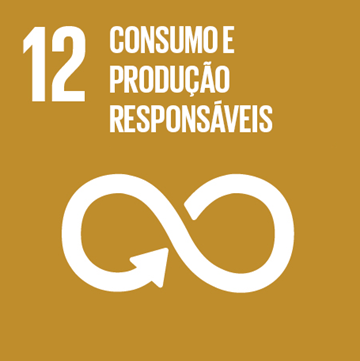 12 CONSUMO E
PRODUÇÃO
RESPONSÁVEIS